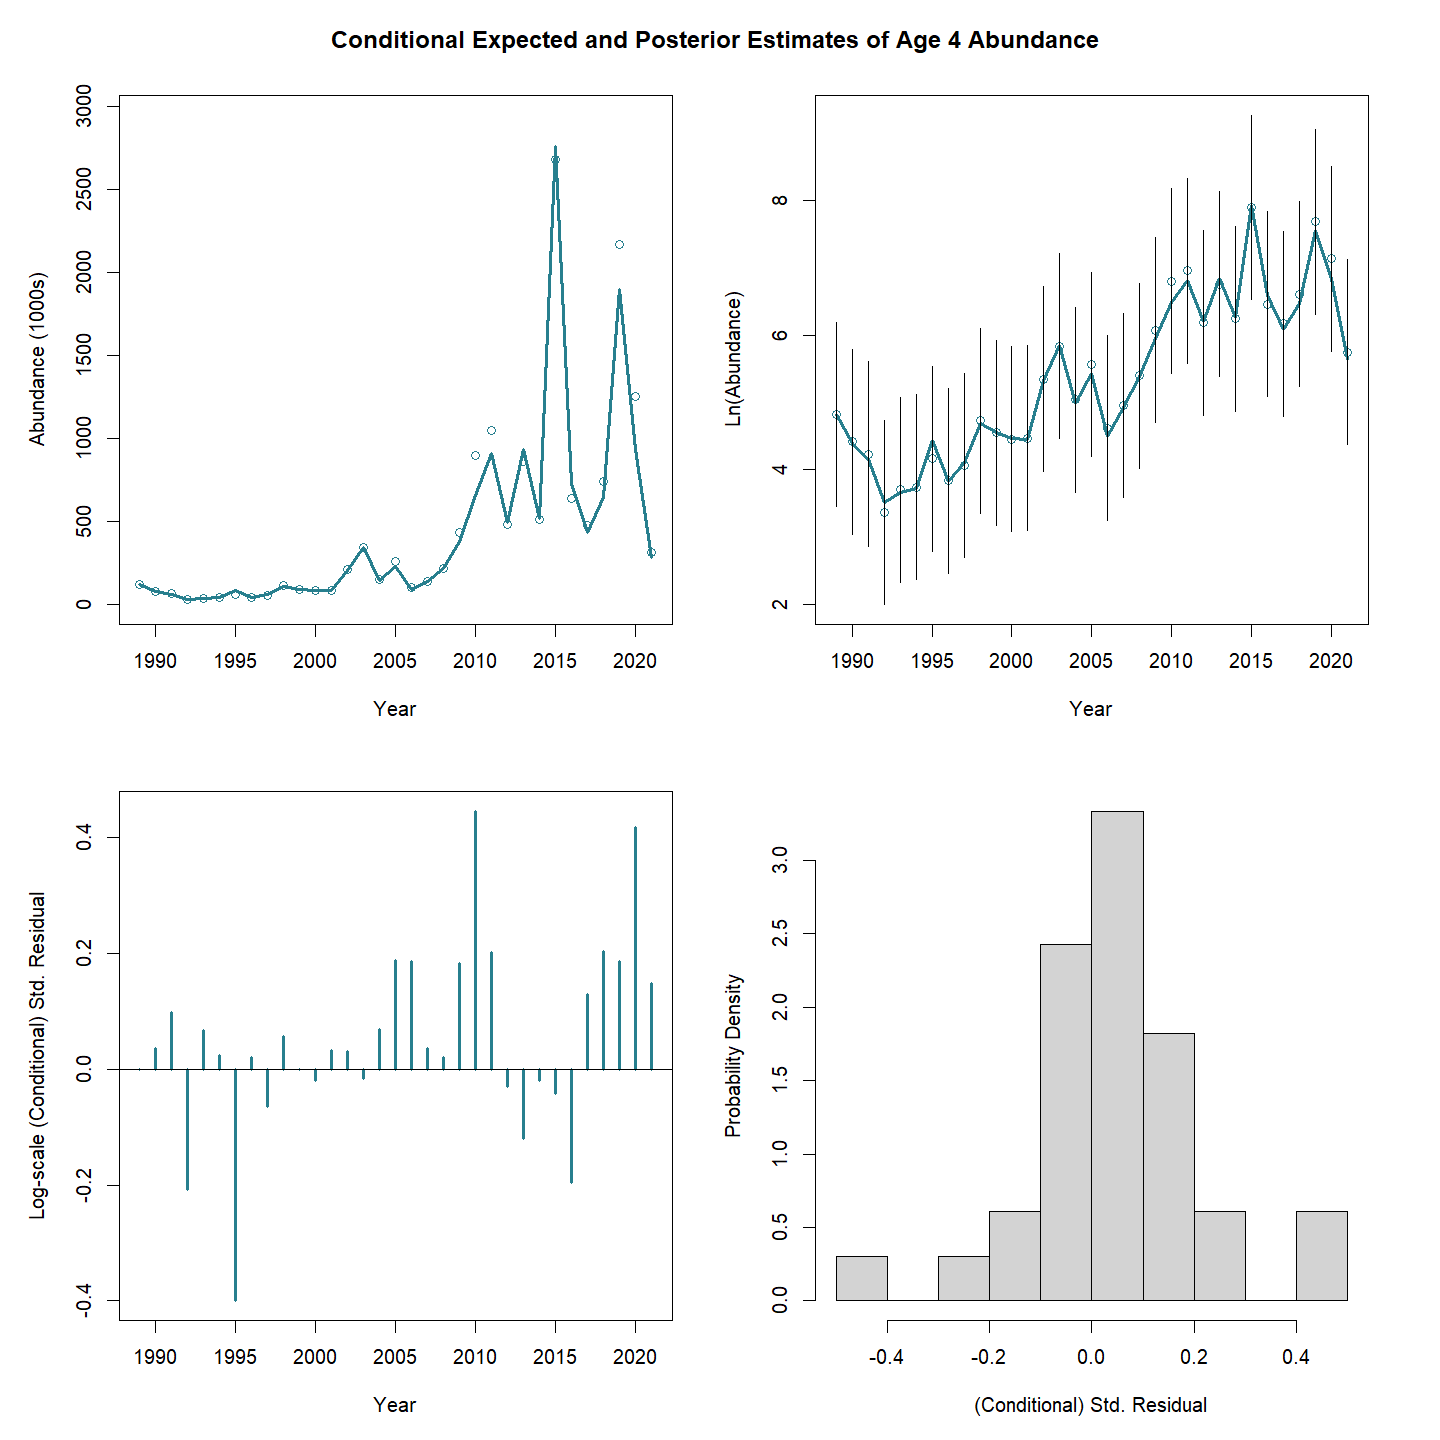 Conditional Expected and Posterior Estimates of Age 4 Abundance
Abundance (1000s)
0
500
1000
1500
2000
2500
3000
1990 1995 2000 2005 2010 2015 2020
Year
Ln(Abundance)
2
4
6
8
1990 1995 2000 2005 2010 2015 2020
Year
Log-scale (Conditional) Std. Residual
-0.4
-0.2
0.0
0.2
0.4
1990 1995 2000 2005 2010 2015 2020
Year
Probability Density
0.0
0.5
1.0
1.5
2.0
2.5
3.0
-0.4 -0.2 0.0 0.2 0.4
(Conditional) Std. Residual